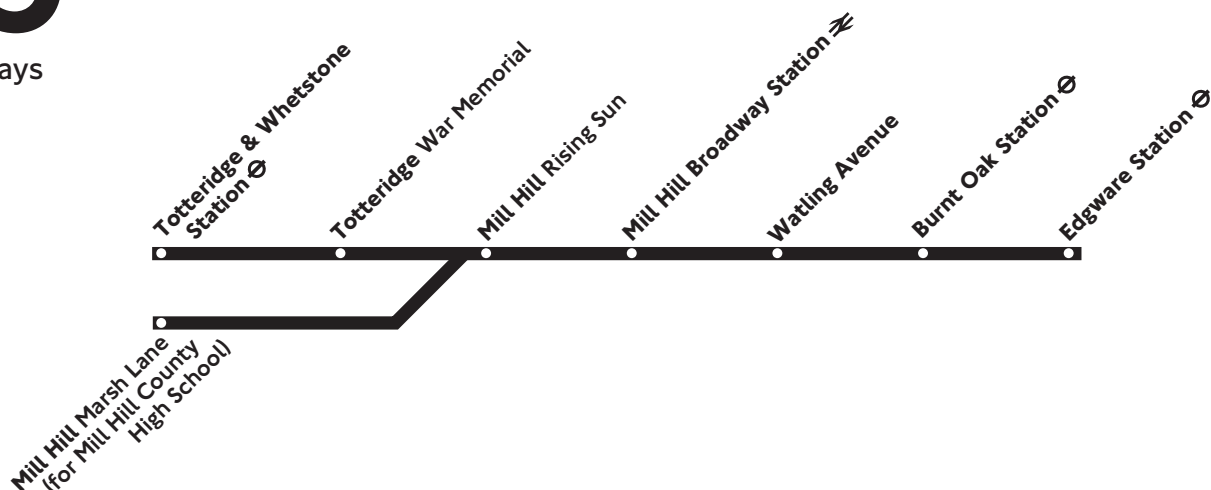 ays
Totteridge & Whetstone
Station
Totteridge War Memorial
Mill Hill Rising Sun
Mill Hill Broadway Station
Watling Avenue
Burnt Oak Station
Edgware Station
Mill Hill Marsh Lane
(for Mill Hill County
High School)